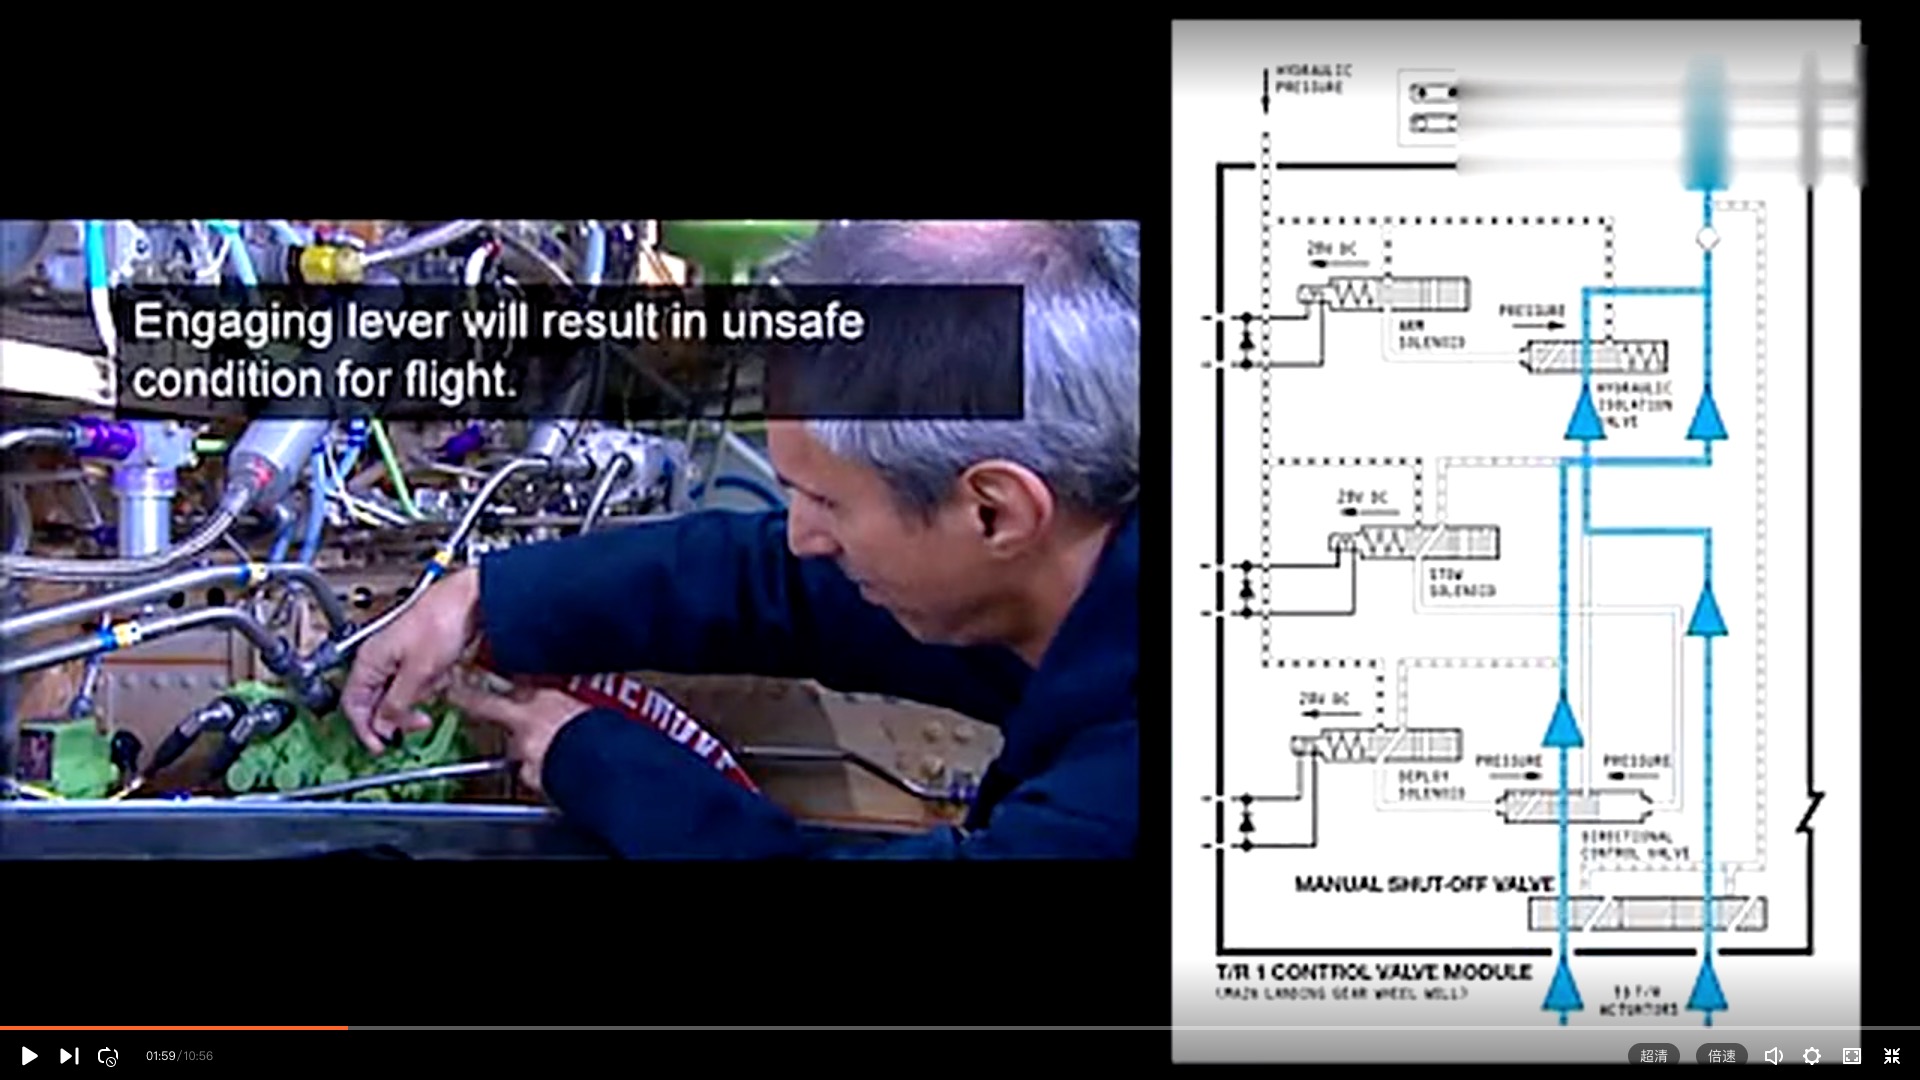 Engaging lever will result in unsafe
condition for flight.
REMOVE
HYDRAULIC
PRESSURE
28V DC
ARM
SOLENOID
PRESSURE
HYDRAULIC
ISOLATION
VALVE
28V DC
STOW
SOLENOID
28V DC
DEPLOY
SOLENOID
PRESSURE
PRESSURE
DIRECTIONAL
CONTROL VALVE
MANUAL SHUT-OFF VALVE
T/R 1 CONTROL VALVE MODULE
(MAIN LANDING GEAR WHEEL WELL)
ACTUATORS
01:59/10:56
超清
倍速